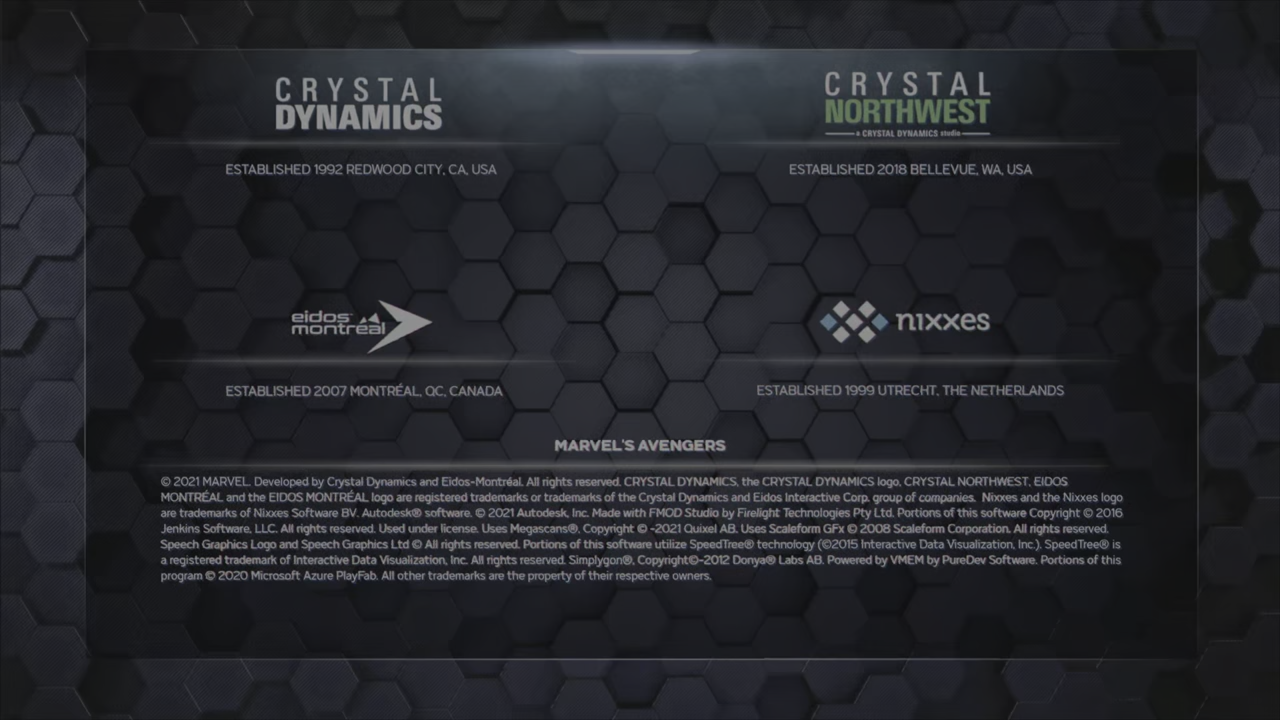 CRYSTAL
DYNAMICS
ESTABLISHED 1992 REDWOOD CITY, CA, USA
CRYSTAL
NORTHWEST
a CRYSTAL DYNAMICS studio
ESTABLISHED 2018 BELLEVUE, WA, USA
eidos
montréal
ESTABLISHED 2007 MONTRÉAL, QC, CANADA
nixxes
ESTABLISHED 1999 UTRECHT, THE NETHERLANDS
MARVEL'S AVENGERS
© 2021 MARVEL. Developed by Crystal Dynamics and Eidos-Montréal. All rights reserved. CRYSTAL DYNAMICS, the CRYSTAL DYNAMICS logo, CRYSTAL NORTHWEST, EIDOS
MONTRÉAL and the EIDOS MONTRÉAL logo are registered trademarks or trademarks of the Crystal Dynamics and Eidos Interactive Corp. group of companies. Nixxes and the Nixxes logo
are trademarks of Nixxes Software BV. Autodesk® software. © 2021 Autodesk, Inc. Made with FMOD Studio by Firelight Technologies Pty Ltd. Portions of this software Copyright © 2016
Jenkins Software, LLC. All rights reserved. Used under license. Uses Megascans®. Copyright © -2021 Quixel AB. Uses Scaleform GFx © 2008 Scaleform Corporation. All rights reserved.
Speech Graphics Logo and Speech Graphics Ltd © All rights reserved. Portions of this software utilize SpeedTree® technology (©2015 Interactive Data Visualization, Inc.). SpeedTree® is
a registered trademark of Interactive Data Visualization, Inc. All rights reserved. Simplygon®, Copyright©-2012 Donya® Labs AB. Powered by VMEM by PureDev Software. Portions of this
program © 2020 Microsoft Azure PlayFab. All other trademarks are the property of their respective owners.